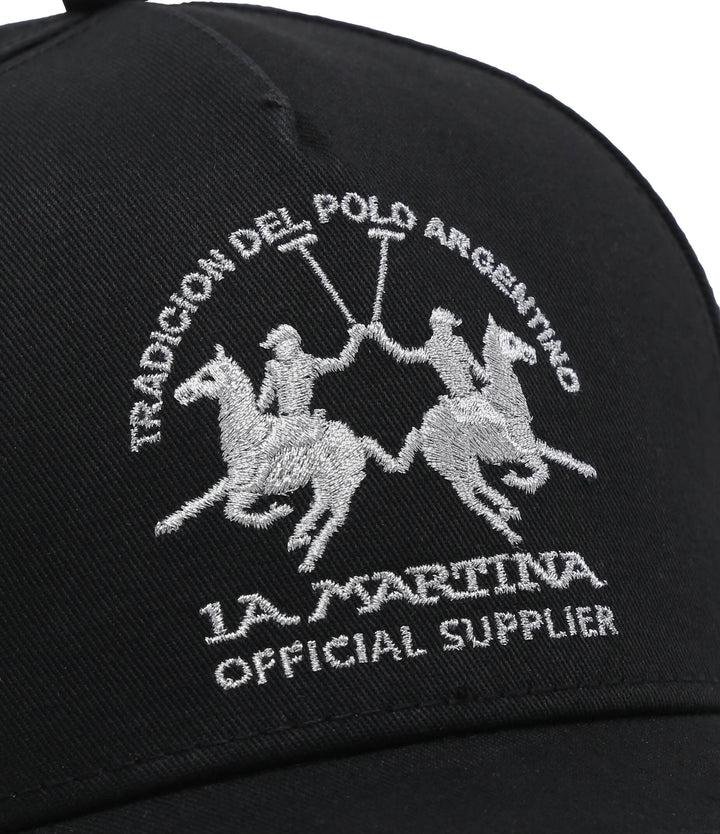 TRADICION DEL POLO ARGENTINO
LA MARTINA
OFFICIAL SUPPLIER